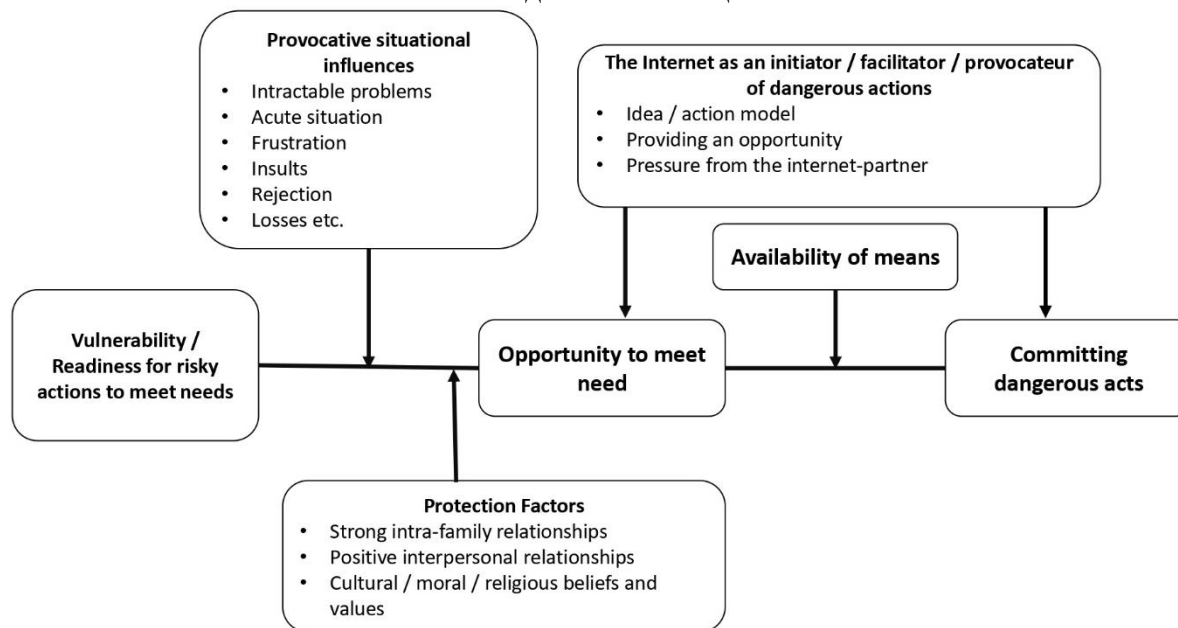 Provocative situational
influences
• Intractable problems
• Acute situation
• Frustration
• Insults
• Rejection
• Losses etc.
The Internet as an initiator / facilitator / provocateur
of dangerous actions
• Idea / action model
• Providing an opportunity
• Pressure from the internet-partner
Availability of means
Vulnerability /
Readiness for risky
actions to meet needs
Opportunity to meet
need
Committing
dangerous acts
Protection Factors
• Strong intra-family relationships
• Positive interpersonal relationships
• Cultural / moral / religious beliefs and
values